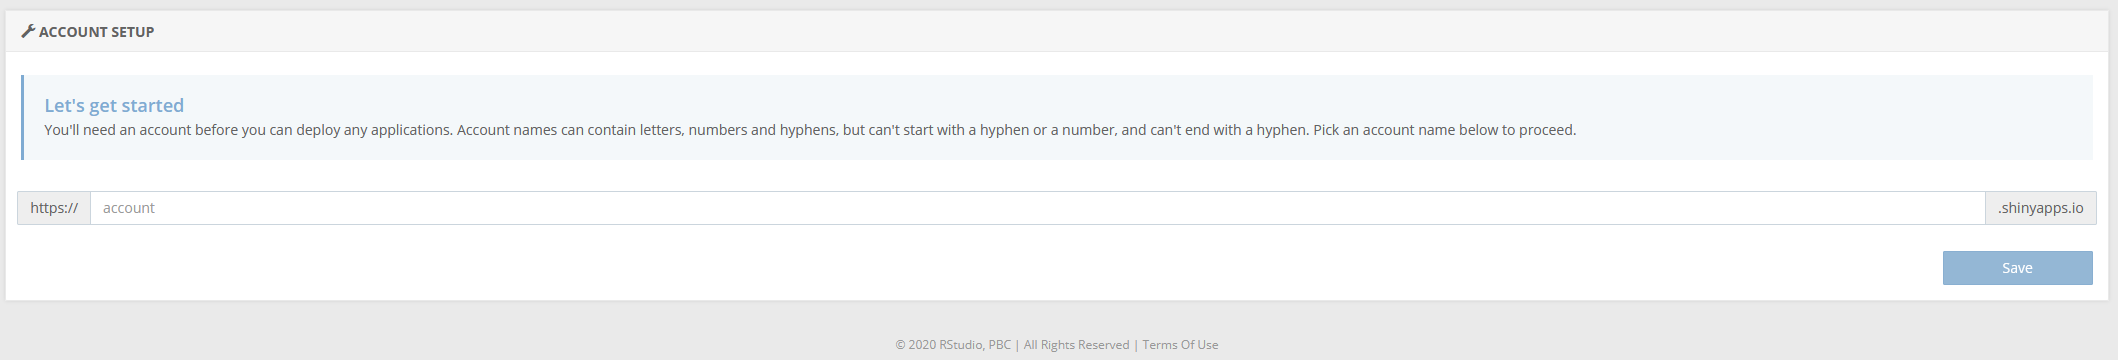 ACCOUNT SETUP
Let's get started
You'll need an account before you can deploy any applications. Account names can contain letters, numbers and hyphens, but can't start with a hyphen or a number, and can't end with a hyphen. Pick an account name below to proceed.
https:// account .shinyapps.io
Save
© 2020 RStudio, PBC | All Rights Reserved | Terms Of Use